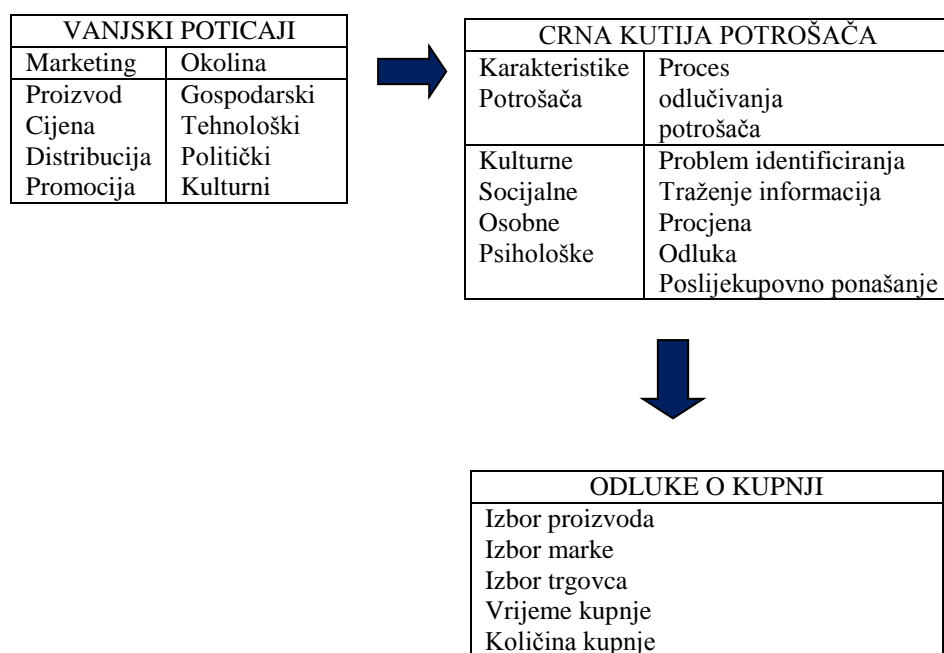 VANJSKI POTICAJI
Marketing Okolina
Proizvod Gospodarski
Cijena Tehnološki
Distribucija Politički
Promocija Kulturni
CRNA KUTIJA POTROŠAČA
Karakteristike Proces
Potrošača odlučivanja
potrošača
Kulturne Problem identificiranja
Socijalne Traženje informacija
Osobne Procjena
Psihološke Odluka
Poslijekupovno ponašanje
ODLUKE O KUPNJI
Izbor proizvoda
Izbor marke
Izbor trgovca
Vrijeme kupnje
Količina kupnje